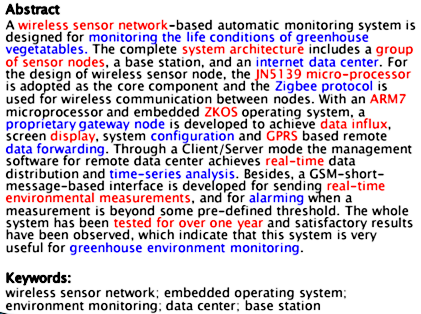 Abstract
A wireless sensor network-based automatic monitoring system is
designed for monitoring the life conditions of greenhouse
vegetatables. The complete system architecture includes a group
of sensor nodes, a base station, and an internet data center. For
the design of wireless sensor node, the JN5139 micro-processor
is adopted as the core component and the Zigbee protocol is
used for wireless communication between nodes. With an ARM7
microprocessor and embedded ZKOS operating system, a
proprietary gateway node is developed to achieve data influx,
screen display, system configuration and GPRS based remote
data forwarding. Through a Client/Server mode the management
software for remote data center achieves real-time data
distribution and time-series analysis. Besides, a GSM-short-
message-based interface is developed for sending real-time
environmental measurements, and for alarming when a
measurement is beyond some pre-defined threshold. The whole
system has been tested for over one year and satisfactory results
have been observed, which indicate that this system is very
useful for greenhouse environment monitoring.
Keywords:
wireless sensor network; embedded operating system;
environment monitoring; data center; base station